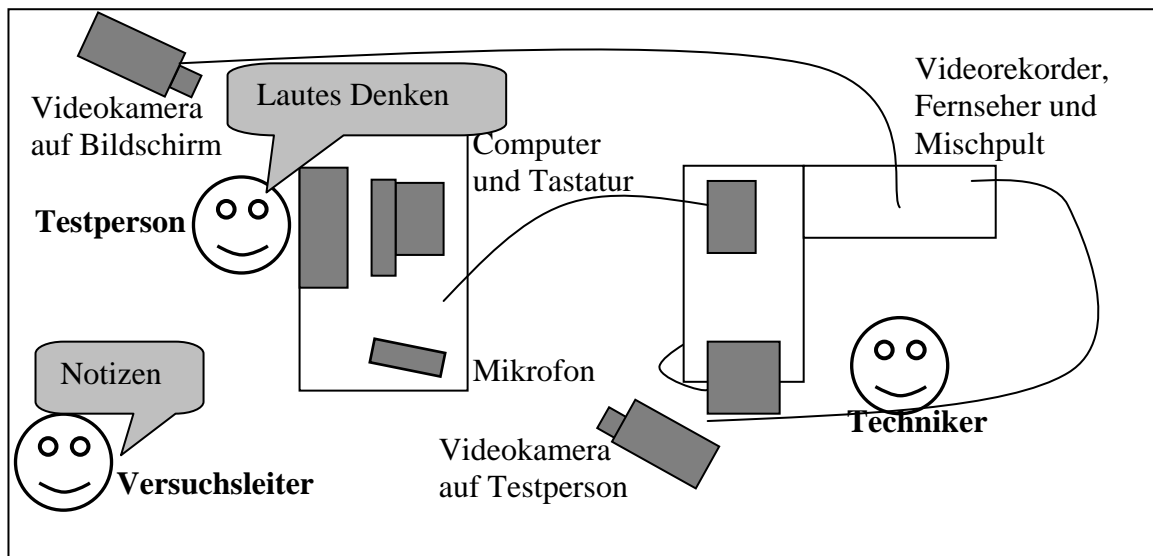 Videokamera
auf Bildschirm
Lautes Denken
Videorekorder,
Fernseher und
Mischpult
Computer
und Tastatur
Testperson
Mikrofon
Notizen
Versuchsleiter
Videokamera
auf Testperson
Techniker